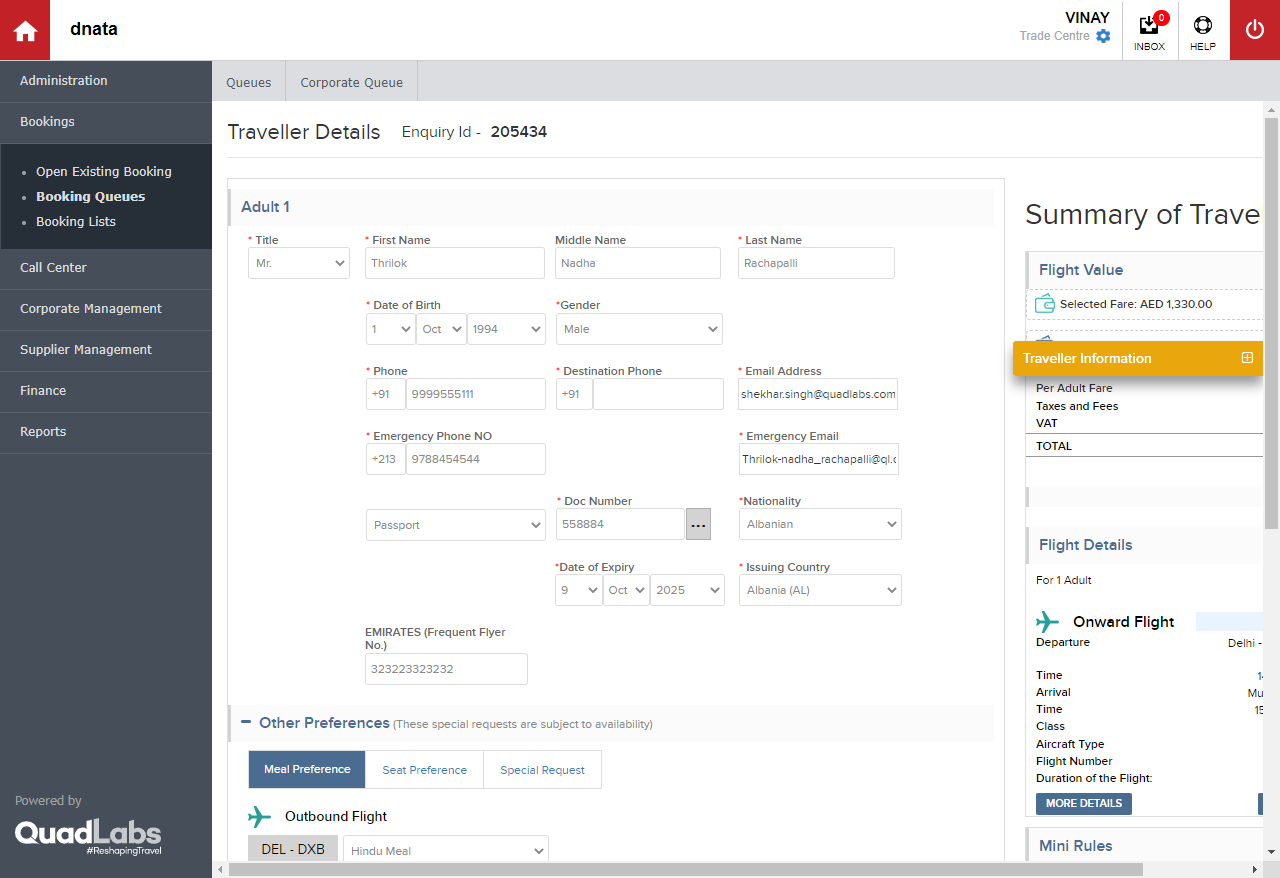 dnata
VINAY
Trade Centre
0
INBOX
HELP
Administration
Bookings
Open Existing Booking
Booking Queues
Booking Lists
Call Center
Corporate Management
Supplier Management
Finance
Reports
Powered by
QuadLabs
#ReshapingTravel
Queues
Corporate Queue
Traveller Details Enquiry Id - 205434
Adult 1
* Title
* First Name
Middle Name
* Last Name
Mr.
Thrilok
Nadha
Rachapalli
* Date of Birth
*Gender
1
Oct
1994
Male
* Phone
* Destination Phone
* Email Address
+91
9999555111
+91
shekhar.singh@quadlabs.com
* Emergency Phone NO
* Emergency Email
+213
9788454544
Thrilok-nadha_rachapalli@ql.c
* Doc Number
*Nationality
Passport
558884
...
Albanian
*Date of Expiry
* Issuing Country
9
Oct
2025
Albania (AL)
EMIRATES (Frequent Flyer
No.)
323223323232
Other Preferences (These special requests are subject to availability)
Meal Preference
Seat Preference
Special Request
Outbound Flight
DEL - DXB
Hindu Meal
Summary of Trave
Flight Value
Selected Fare: AED 1,330.00
Traveller Information
Per Adult Fare
Taxes and Fees
VAT
TOTAL
Flight Details
For 1 Adult
Onward Flight
Departure
Delhi -
Time
14
Arrival
Mu
Time
15
Class
Aircraft Type
Flight Number
Duration of the Flight:
MORE DETAILS
Mini Rules